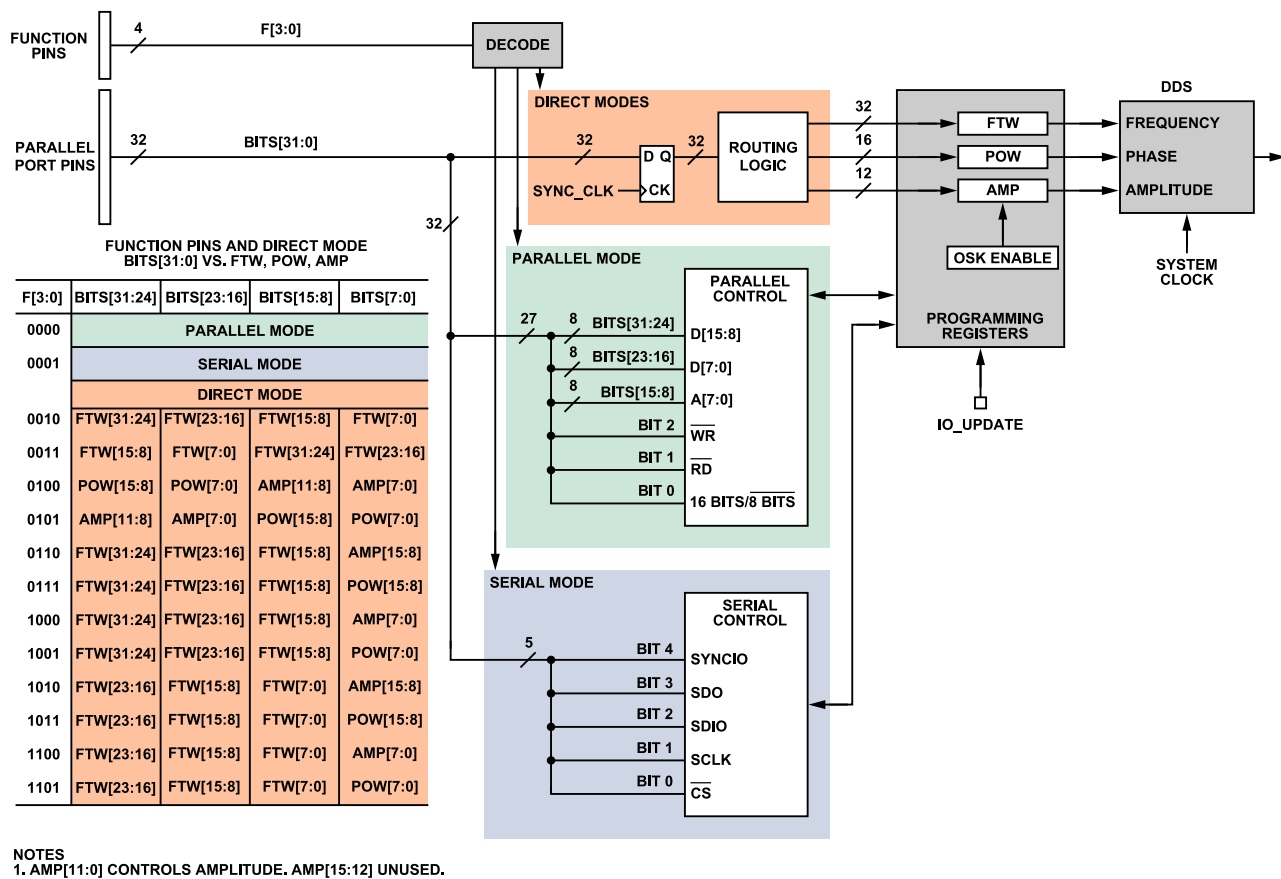 FUNCTION
PINS
4
F[3:0]
DECODE
PARALLEL
PORT PINS
32
BITS[31:0]
32
DIRECT MODES
32
D Q
CK
SYNC_CLK
32
ROUTING
LOGIC
32
16
12
FTW
POW
AMP
OSK ENABLE
PROGRAMMING
REGISTERS
IO_UPDATE
DDS
FREQUENCY
PHASE
AMPLITUDE
SYSTEM
CLOCK
FUNCTION PINS AND DIRECT MODE
BITS[31:0] VS. FTW, POW, AMP
F[3:0] BITS[31:24] BITS[23:16] BITS[15:8] BITS[7:0]
0000 PARALLEL MODE
0001 SERIAL MODE
DIRECT MODE
0010 FTW[31:24] FTW[23:16] FTW[15:8] FTW[7:0]
0011 FTW[15:8] FTW[7:0] FTW[31:24] FTW[23:16]
0100 POW[15:8] POW[7:0] AMP[11:8] AMP[7:0]
0101 AMP[11:8] AMP[7:0] POW[15:8] POW[7:0]
0110 FTW[31:24] FTW[23:16] FTW[15:8] AMP[15:8]
0111 FTW[31:24] FTW[23:16] FTW[15:8] POW[15:8]
1000 FTW[31:24] FTW[23:16] FTW[15:8] AMP[7:0]
1001 FTW[31:24] FTW[23:16] FTW[15:8] POW[7:0]
1010 FTW[23:16] FTW[15:8] FTW[7:0] AMP[15:8]
1011 FTW[23:16] FTW[15:8] FTW[7:0] POW[15:8]
1100 FTW[23:16] FTW[15:8] FTW[7:0] AMP[7:0]
1101 FTW[23:16] FTW[15:8] FTW[7:0] POW[7:0]
PARALLEL MODE
PARALLEL
CONTROL
27
8 BITS[31:24] D[15:8]
8 BITS[23:16] D[7:0]
8 BITS[15:8] A[7:0]
BIT 2 WR
BIT 1 RD
BIT 0 16 BITS/8 BITS
SERIAL MODE
SERIAL
CONTROL
5
BIT 4 SYNCIO
BIT 3 SDO
BIT 2 SDIO
BIT 1 SCLK
BIT 0 CS
NOTES
1. AMP[11:0] CONTROLS AMPLITUDE. AMP[15:12] UNUSED.